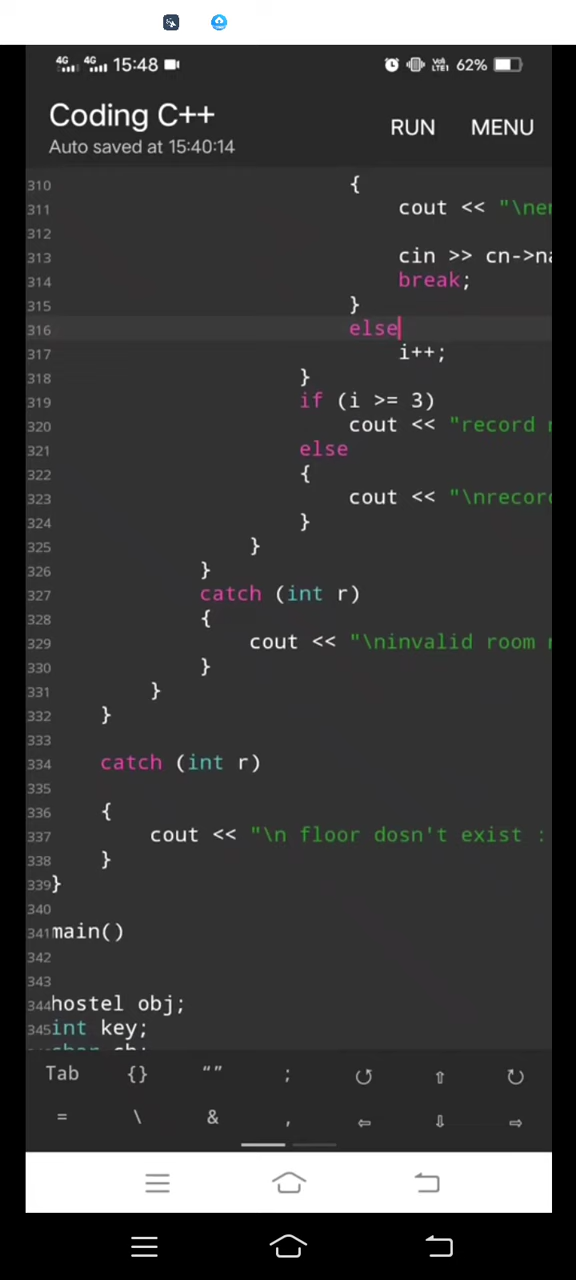 4G 4G 15:48 VoI LTE1 62%
Coding C++
RUN MENU
Auto saved at 15:40:14
310 {
311 cout << "\ne
312
313 cin >> cn->na
314 break;
315 }
316 else
317 i++;
318 }
319 if (i >= 3)
320 cout << "record
321 else
322 {
323 cout << "\nrecor
324 }
325 }
326 }
327 catch (int r)
328 {
329 cout << "\ninvalid room
330 }
331 }
332 }
333
334 catch (int r)
335
336 {
337 cout << "\n floor dosn't exist :
338 }
339 }
340
341 main()
342
343
344 hostel obj;
345 int key;
Tab {} “” ;
= \ & ,